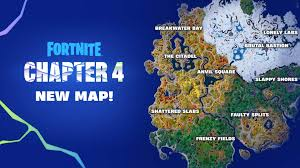 FORTNITE
CHAPTER 4
NEW MAP!
BREAKWATER BAY
LONELY LABS
BRUTAL BASTION
THE CITADEL
ANVIL SQUARE
SLAPPY SHORES
SHATTERED SLABS
FAULTY SPLITS
FRENZY FIELDS